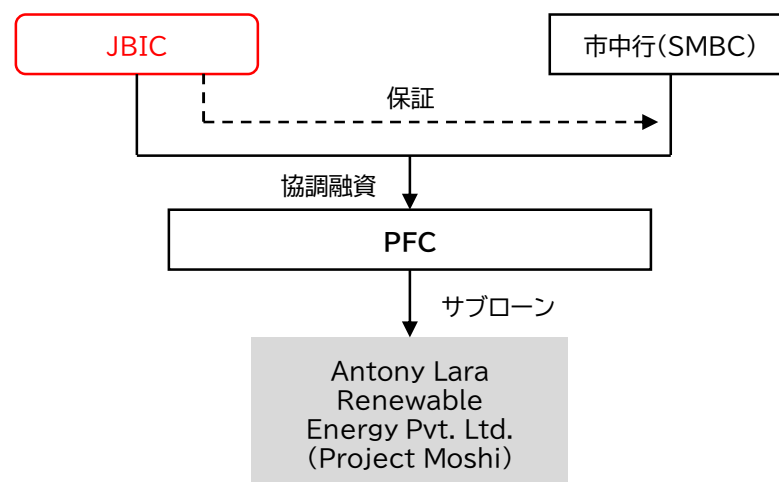 JBIC
市中行(SMBC)
保証
協調融資
PFC
サブローン
Antony Lara
Renewable
Energy Pvt. Ltd.
(Project Moshi)